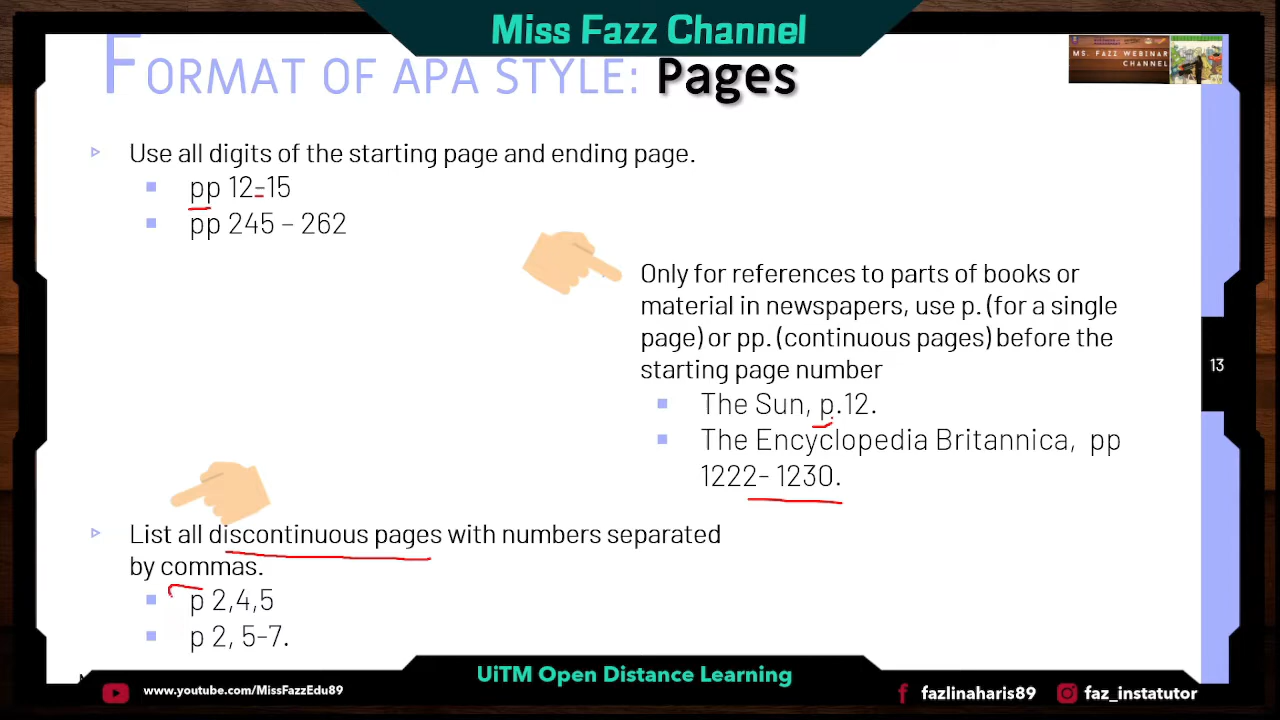 Miss Fazz Channel
FORMAT OF APA STYLE: Pages
MS. FAZZ WEBINAR
CHANNEL
Use all digits of the starting page and ending page.
pp 12-15
pp 245 – 262
Only for references to parts of books or
material in newspapers, use p. (for a single
page) or pp. (continuous pages) before the
starting page number
The Sun, p.12.
The Encyclopedia Britannica, pp
1222- 1230.
13
List all discontinuous pages with numbers separated
by commas.
p 2,4,5
p 2, 5-7.
UiTM Open Distance Learning
www.youtube.com/MissFazzEdu89
fazlinaharis89
faz_instatutor